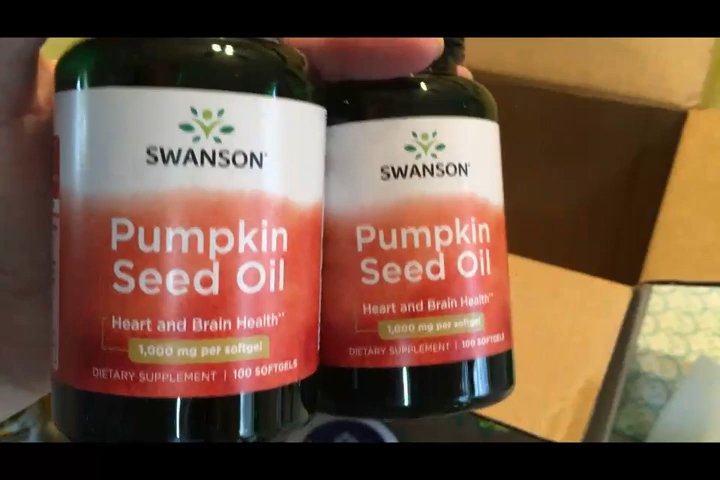 SWANSON
Pumpkin
Seed Oil
Heart and Brain Health**
1,000 mg per softgel
DIETARY SUPPLEMENT | 100 SOFTGELS
SWANSON
Pumpkin
Seed Oil
Heart and Brain Health**
1,000 mg per softgel
DIETARY SUPPLEMENT | 100 SOFTGELS